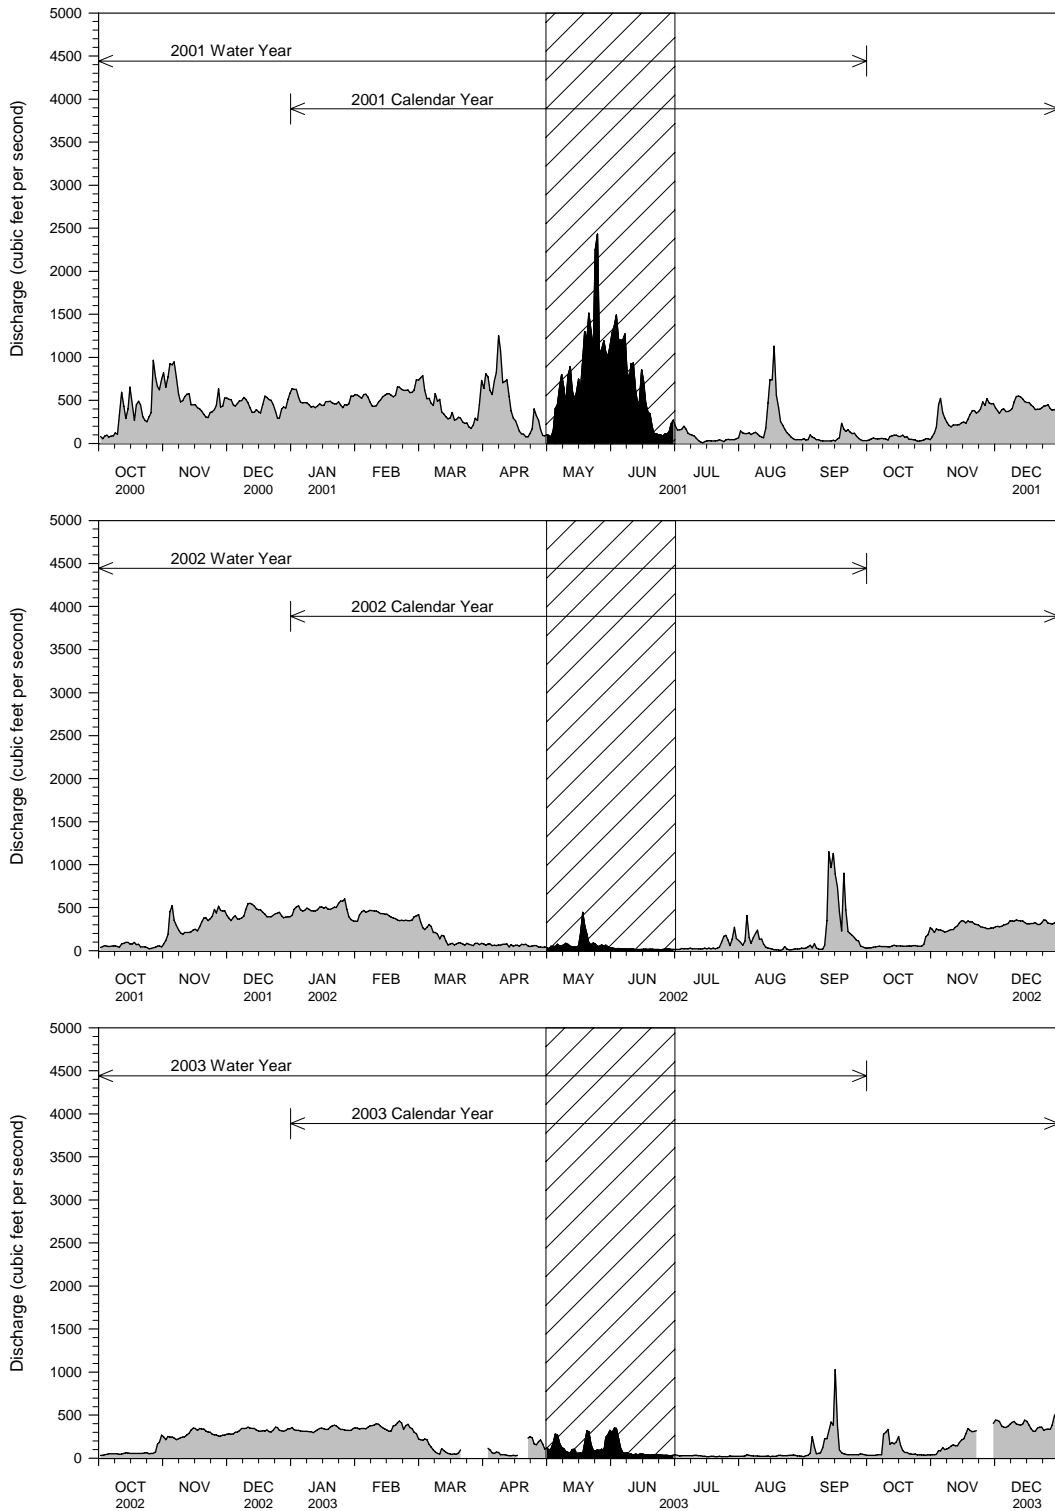 5000
2001 Water Year
4500
2001 Calendar Year
4000
3500
3000
2500
2000
1500
1000
500
0
Discharge (cubic feet per second)
OCT NOV DEC JAN FEB MAR APR MAY JUN JUL AUG SEP OCT NOV DEC
2000 2000 2001 2001 2001
5000
2002 Water Year
4500
2002 Calendar Year
4000
3500
3000
2500
2000
1500
1000
500
0
Discharge (cubic feet per second)
OCT NOV DEC JAN FEB MAR APR MAY JUN JUL AUG SEP OCT NOV DEC
2001 2001 2002 2002 2002
5000
2003 Water Year
4500
2003 Calendar Year
4000
3500
3000
2500
2000
1500
1000
500
0
Discharge (cubic feet per second)
OCT NOV DEC JAN FEB MAR APR MAY JUN JUL AUG SEP OCT NOV DEC
2002 2002 2003 2003 2003